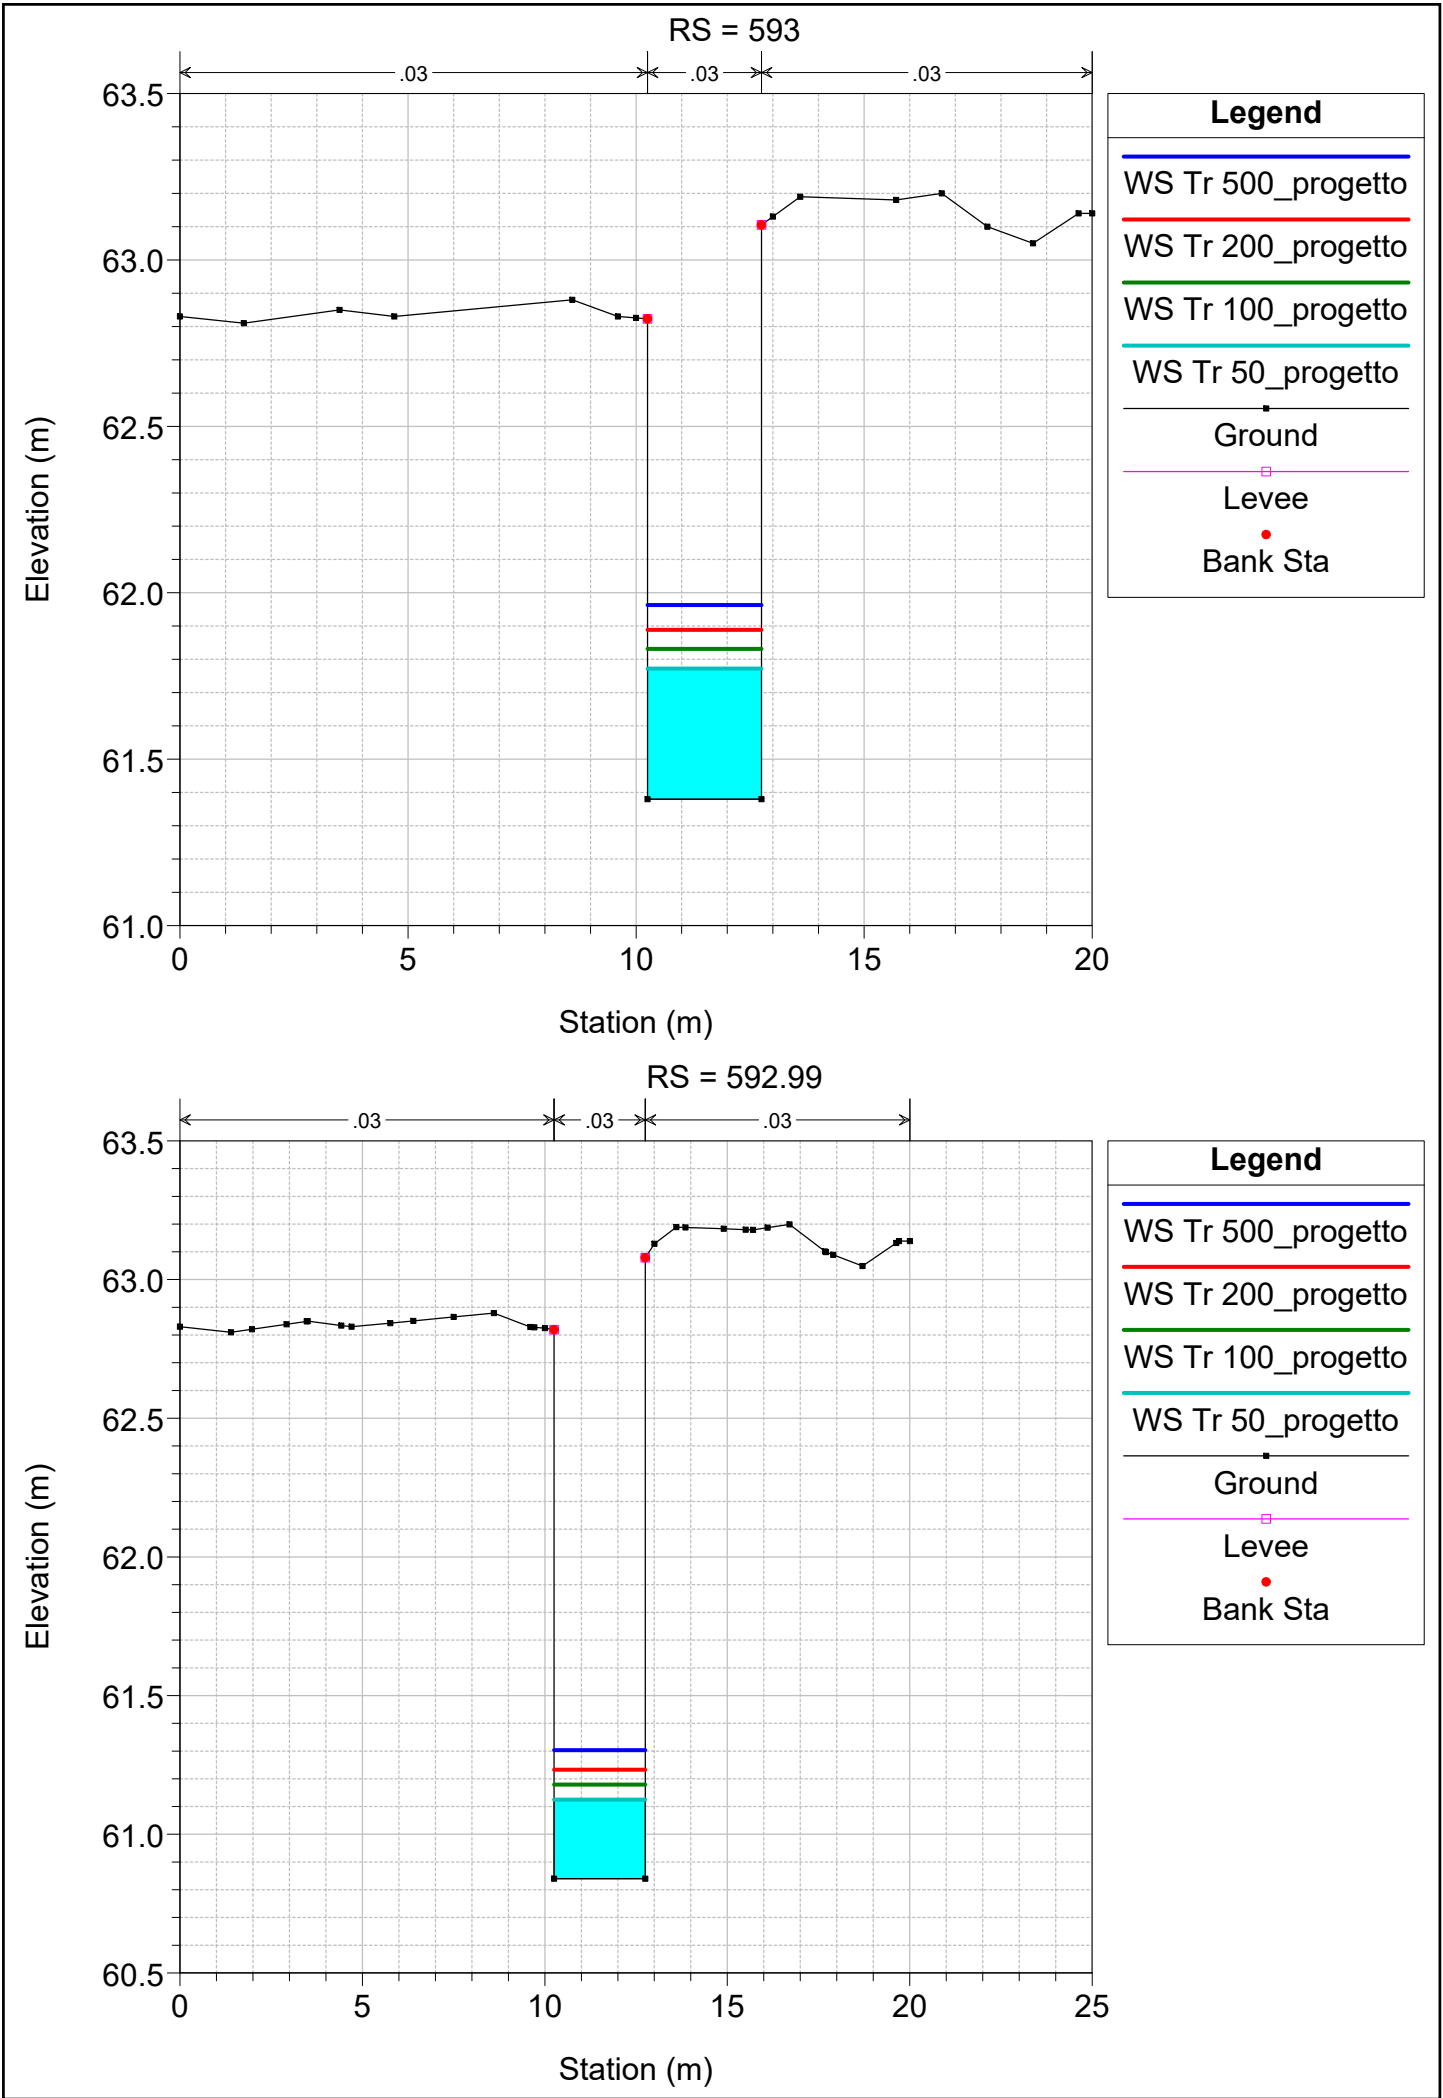 RS = 593
.03 .03 .03
63.5
63.0
62.5
62.0
61.5
61.0
0 5 10 15 20
Station (m)
Elevation (m)
Legend
WS Tr 500_progetto
WS Tr 200_progetto
WS Tr 100_progetto
WS Tr 50_progetto
Ground
Levee
Bank Sta
RS = 592.99
.03 .03 .03
63.5
63.0
62.5
62.0
61.5
61.0
60.5
0 5 10 15 20 25
Station (m)
Elevation (m)
Legend
WS Tr 500_progetto
WS Tr 200_progetto
WS Tr 100_progetto
WS Tr 50_progetto
Ground
Levee
Bank Sta